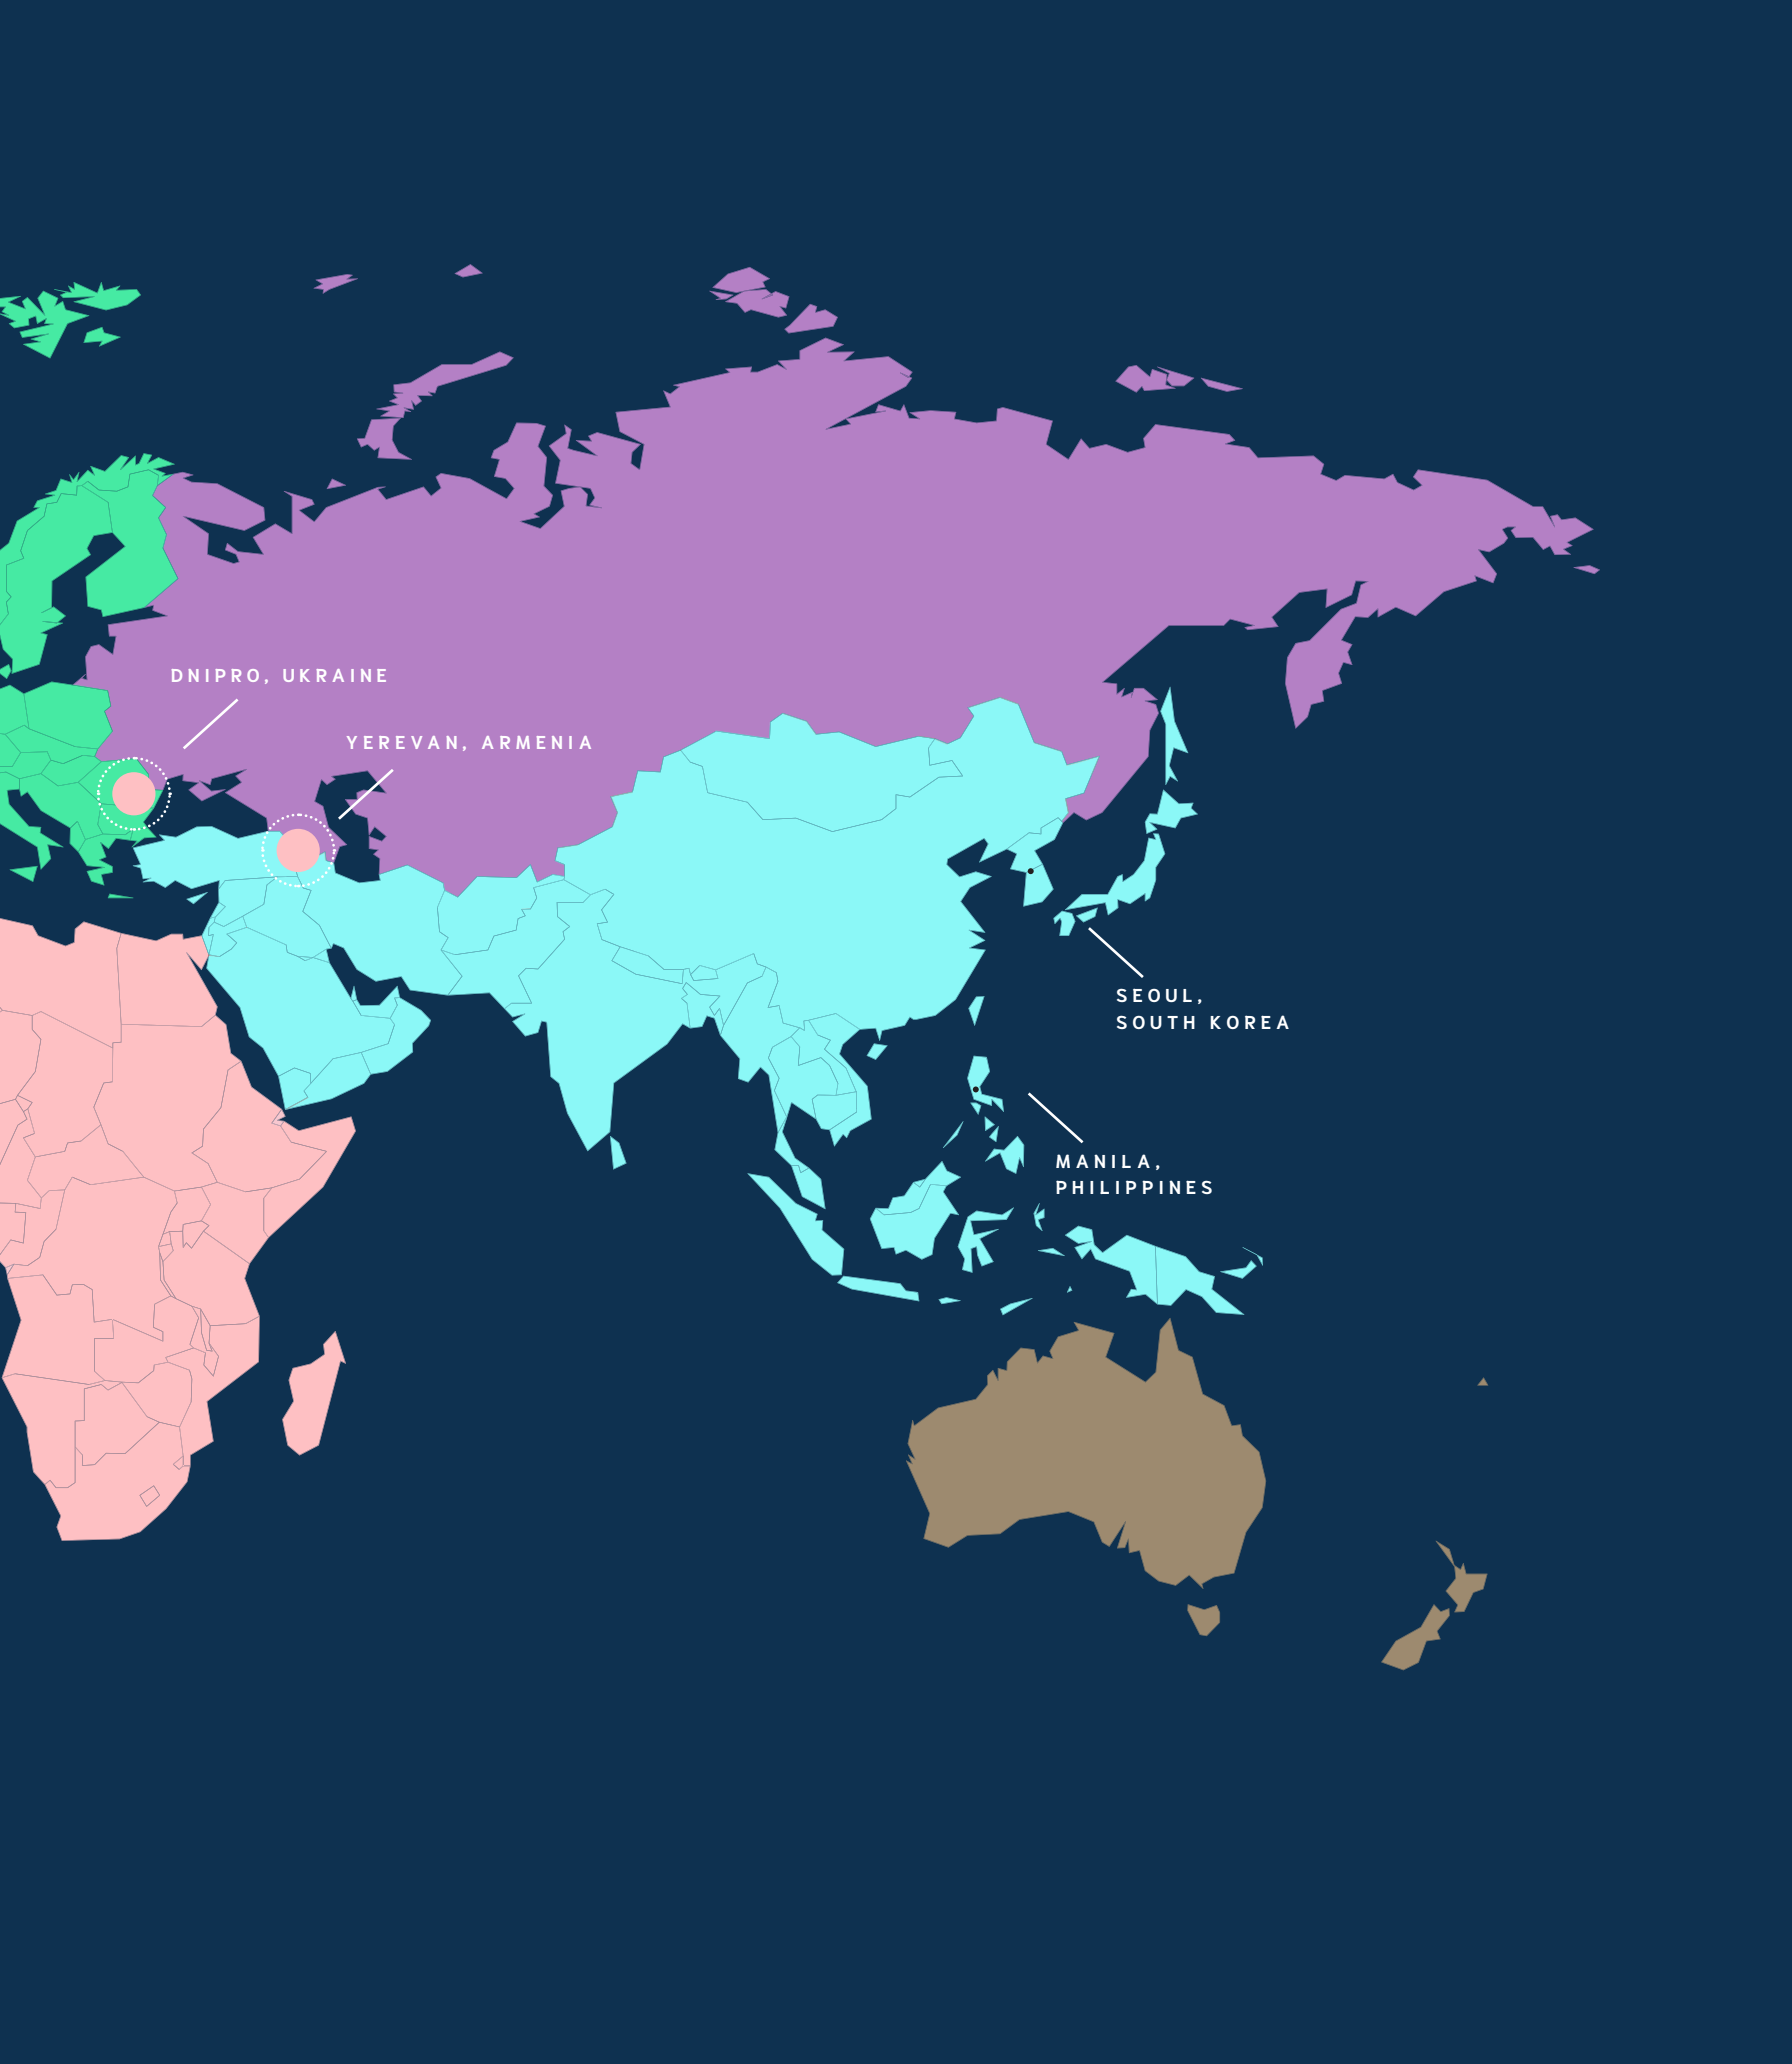 DNIPRO, UKRAINE
YEREVAN, ARMENIA
SEOUL,
SOUTH KOREA
MANILA,
PHILIPPINES